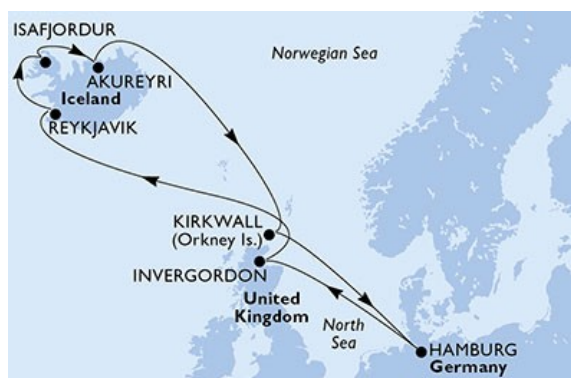 ISAFJORDUR
Norwegian Sea
AKUREYRI
Iceland
REYKJAVIK
KIRKWALL
(Orkney Is.)
INVERGORDON
United
Kingdom
North
Sea
HAMBURG
Germany